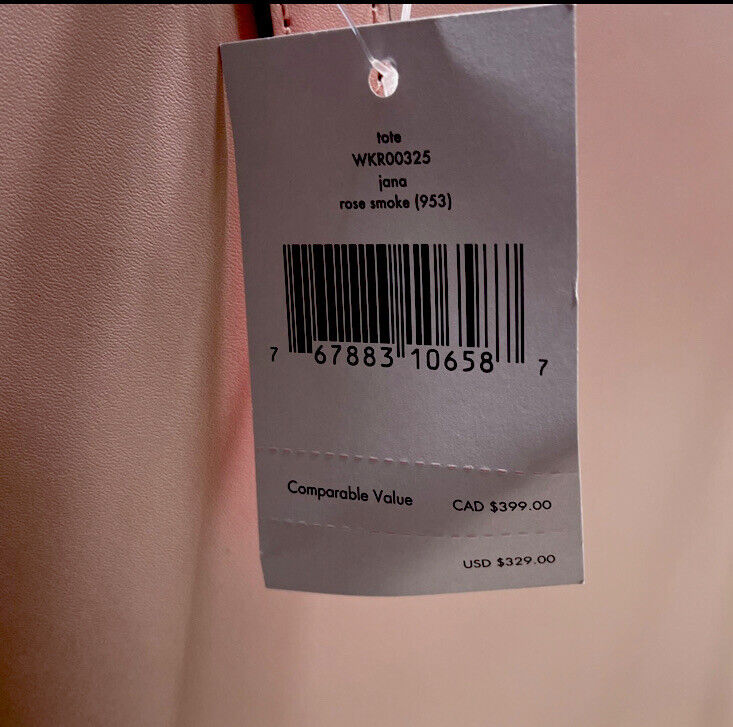 tote
WKR00325
jana
rose smoke (953)
7 67883 10658 7
Comparable Value CAD $399.00
USD $329.00